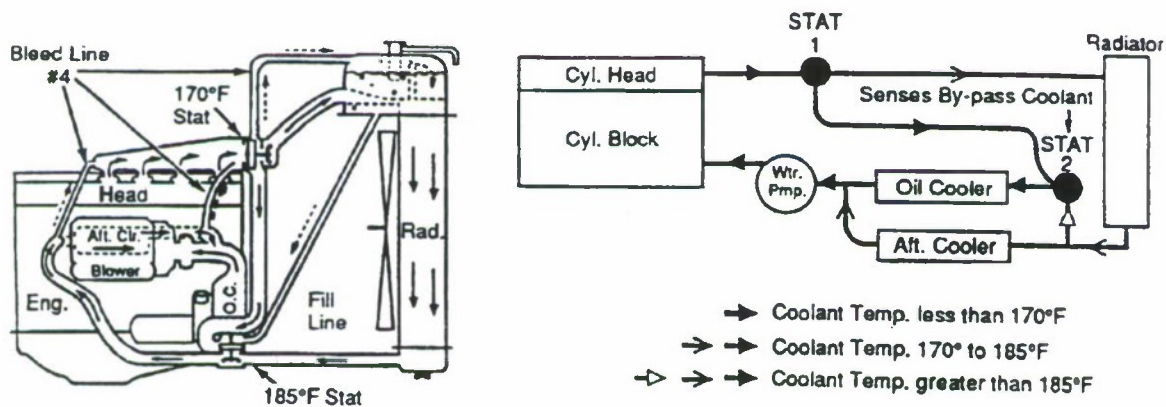 Bleed Line
#4
170°F
Stat
Head
Aft. Clr.
Blower
Eng.
O.C.
Fill
Line
Rad.
185°F Stat
STAT
1
Radiator
Cyl. Head
Senses By-pass Coolant
Cyl. Block
STAT
2
Wtr.
Pmp.
Oil Cooler
Aft. Cooler
Coolant Temp. less than 170°F
Coolant Temp. 170° to 185°F
Coolant Temp. greater than 185°F